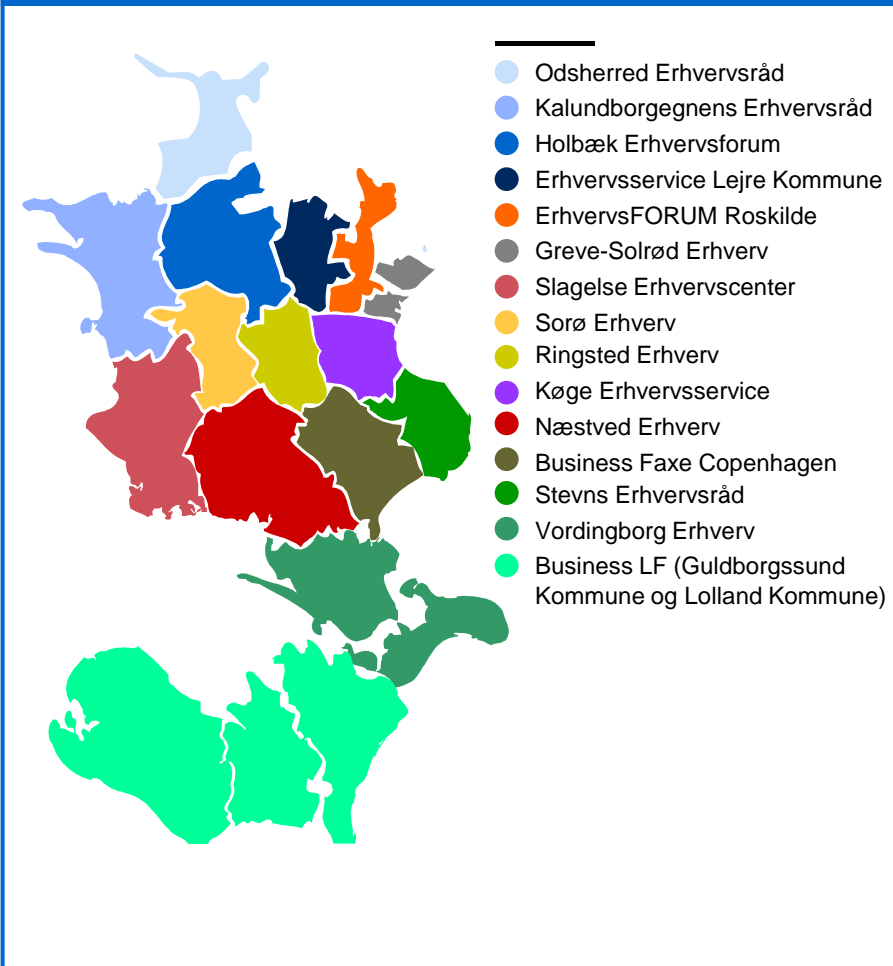 Odsherred Erhvervsråd
Kalundborgegnens Erhvervsråd
Holbæk Erhvervsforum
Erhvervsservice Lejre Kommune
ErhvervsFORUM Roskilde
Greve-Solrød Erhverv
Slagelse Erhvervscenter
Sorø Erhverv
Ringsted Erhverv
Køge Erhvervsservice
Næstved Erhverv
Business Faxe Copenhagen
Stevns Erhvervsråd
Vordingborg Erhverv
Business LF (Guldborgssund
Kommune og Lolland Kommune)